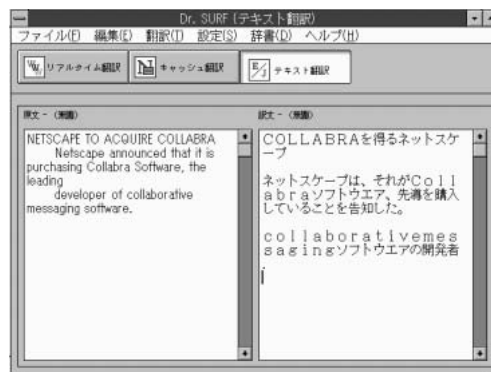 Dr. SURF (テキスト翻訳)
ファイル(F) 編集(E) 翻訳(T) 設定(S) 辞書(D) ヘルプ(H)
リアルタイム翻訳 キャッシュ翻訳 E/J テキスト翻訳
原文 - (無題)
NETSCAPE TO ACQUIRE COLLABRA
Netscape announced that it is
purchasing Collabra Software, the
leading
developer of collaborative
messaging software.
訳文 - (無題)
COLLABRAを得るネットスケ
ープ
ネットスケープは、それがColl
abraソフトウエア、先導を購入
していることを告知した。
collaborativemes
sagingソフトウエアの開発者